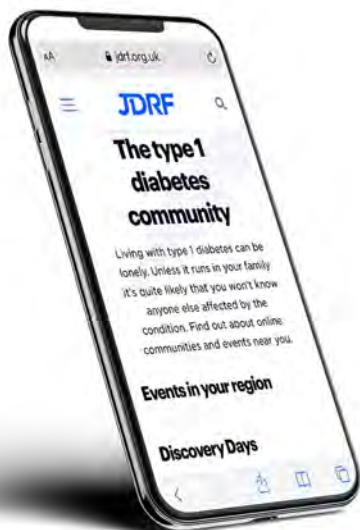 AA jdrf.org.uk
JDRF
The type 1
diabetes
community
Living with type 1 diabetes can be
lonely. Unless it runs in your family
it's quite likely that you won't know
anyone else affected by the
condition. Find out about online
communities and events near you.
Events in your region
Discovery Days